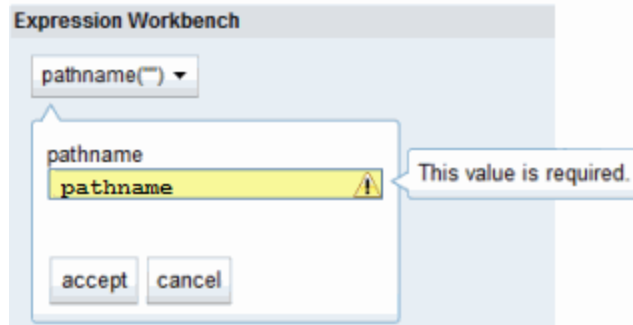 Expression Workbench
pathname("")
pathname
pathname
This value is required.
accept
cancel